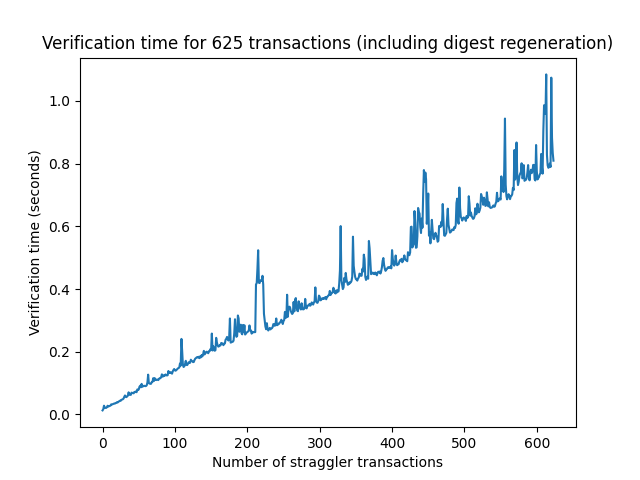 Verification time for 625 transactions (including digest regeneration)
1.0
0.8
0.6
0.4
0.2
0.0
Verification time (seconds)
0 100 200 300 400 500 600
Number of straggler transactions